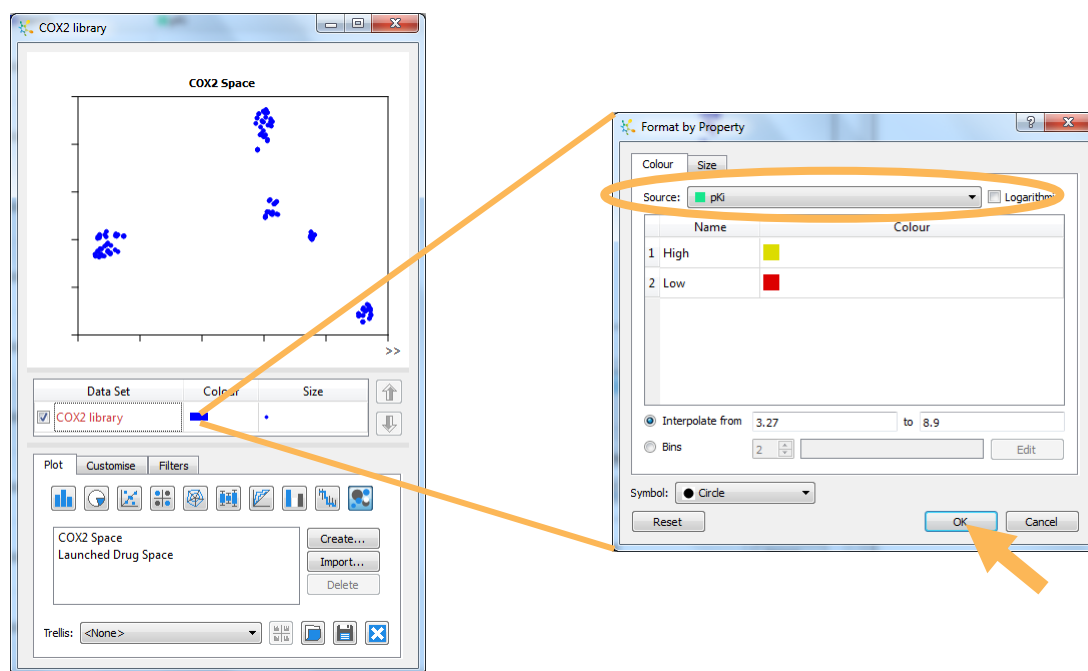 COX2 library
COX2 Space
>>
Data Set Colour Size
COX2 library
Plot Customise Filters
COX2 Space
Launched Drug Space
Create...
Import...
Delete
Trellis: <None>
Format by Property
Colour Size
Source: pKi
Name Colour
1 High
2 Low
Interpolate from 3.27 to 8.9
Bins 2 Edit
Symbol: Circle
Reset OK Cancel